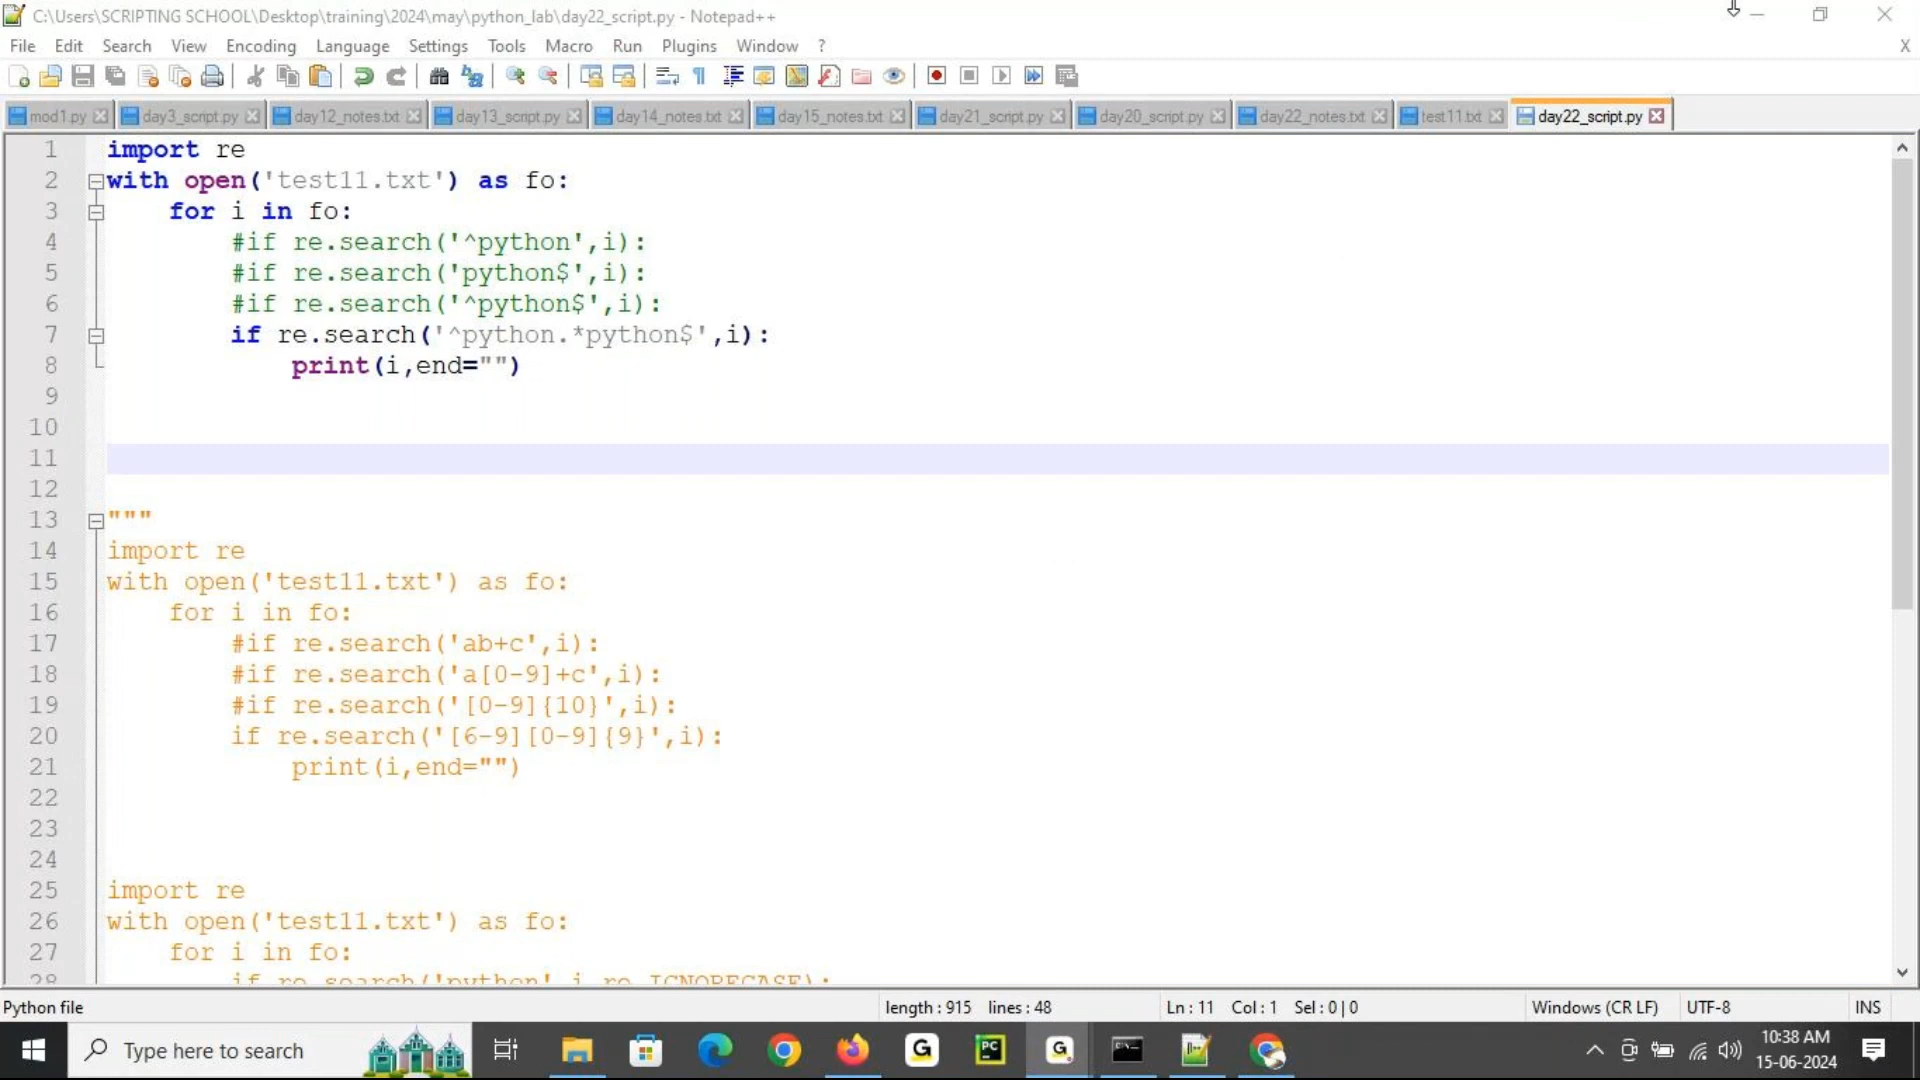 C:\Users\SCRIPTING SCHOOL\Desktop\training\2024\may\python_lab\day22_script.py - Notepad++
File Edit Search View Encoding Language Settings Tools Macro Run Plugins Window ? X
mod1.py day3_script.py day12_notes.txt day13_script.py day14_notes.txt day15_notes.txt day21_script.py day20_script.py day22_notes.txt test11.txt day22_script.py
1 import re
2 with open('test11.txt') as fo:
3 for i in fo:
4 #if re.search('^python',i):
5 #if re.search('python$',i):
6 #if re.search('^python$',i):
7 if re.search('^python.*python$',i):
8 print(i,end="")
9
10
11
12
13 """
14 import re
15 with open('test11.txt') as fo:
16 for i in fo:
17 #if re.search('ab+c',i):
18 #if re.search('a[0-9]+c',i):
19 #if re.search('[0-9]{10}',i):
20 if re.search('[6-9][0-9]{9}',i):
21 print(i,end="")
22
23
24
25 import re
26 with open('test11.txt') as fo:
27 for i in fo:
28 if re.search('python',i,re.IGNORECASE):
Python file length : 915 lines : 48 Ln : 11 Col : 1 Sel : 0 | 0 Windows (CR LF) UTF-8 INS
Type here to search
10:38 AM
15-06-2024